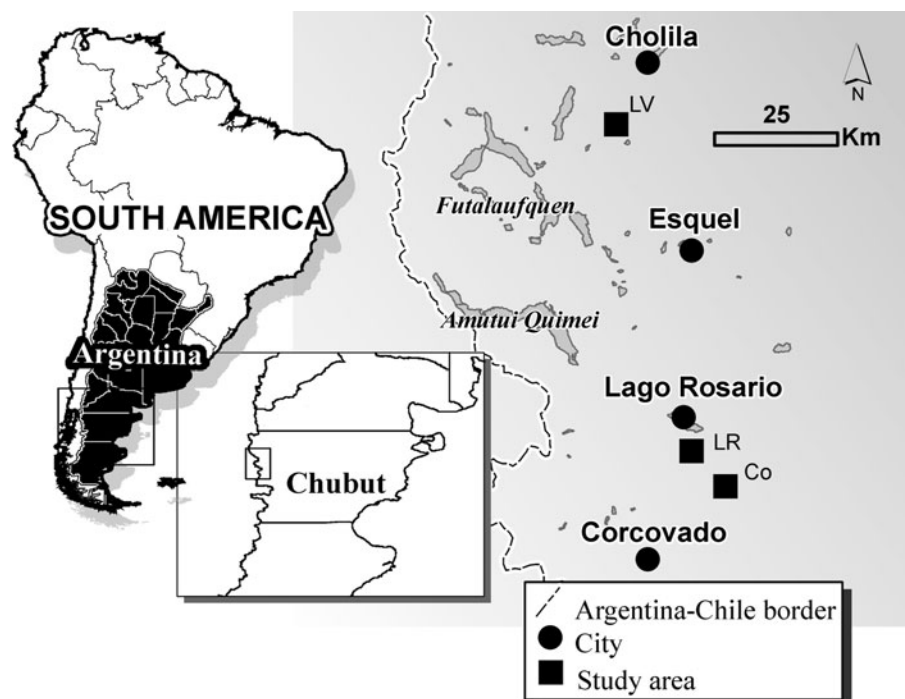 SOUTH AMERICA
Argentina
Chubut
Cholila
LV
N
25
Km
Futalaufquen
Esquel
Amutui Quimei
Lago Rosario
LR
Co
Corcovado
Argentina-Chile border
City
Study area